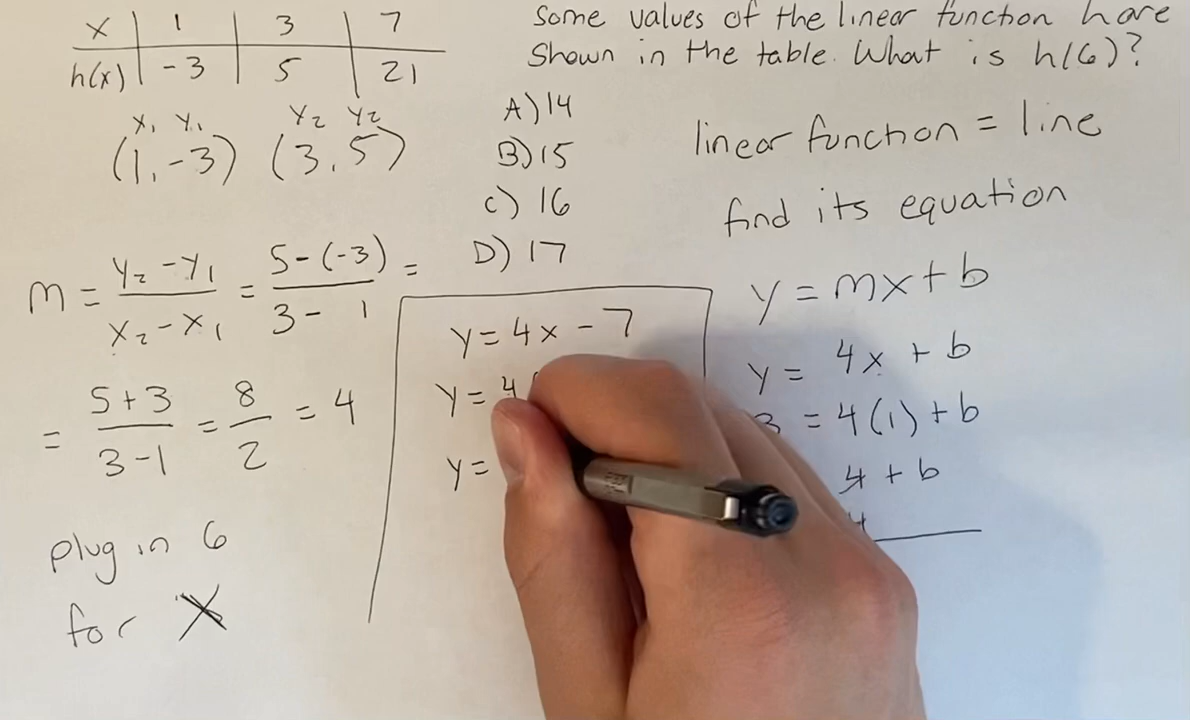 x | 1 | 3 | 7
h(x) | -3 | 5 | 21
x₁ y₁ y₂ y₂
(1, -3) (3, 5)
m = y₂ - y₁ / x₂ - x₁ = 5 - (-3) / 3 - 1 =
= 5 + 3 / 3 - 1 = 8 / 2 = 4
plug in 6
for x
Some values of the linear function h are
shown in the table. What is h(6)?
A) 14
B) 15
C) 16
D) 17
y = 4x - 7
y = 4
y =
linear function = line
find its equation
y = mx + b
y = 4x + b
3 = 4(1) + b
4 + b